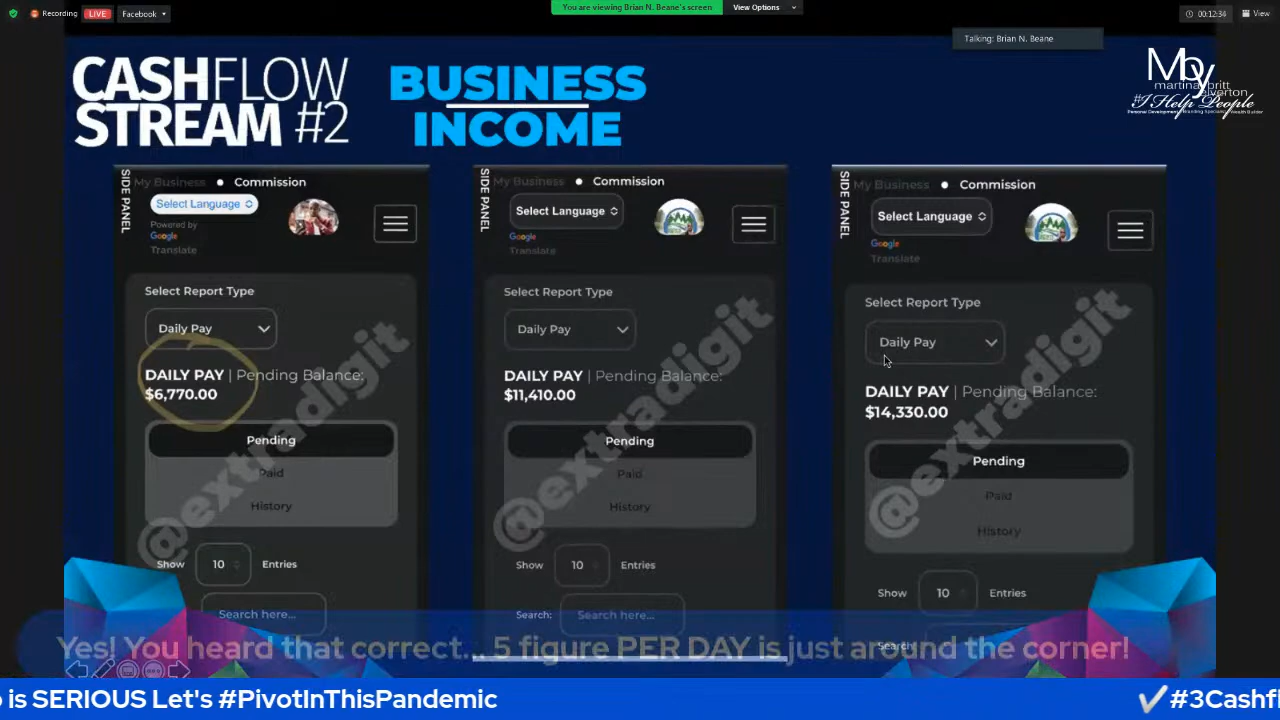 Recording
LIVE
Facebook
You are viewing Brian N. Beane's screen
View Options
00:12:34
View
Talking: Brian N. Beane
CASHFLOW
STREAM #2
BUSINESS
INCOME
Mby
martina britt
yelverton
#I Help People
SIDE PANEL
My Business
Commission
Select Language
Powered by
Google
Translate
Select Report Type
Daily Pay
DAILY PAY | Pending Balance:
$6,770.00
Pending
Paid
History
Show 10 Entries
Search here...
@extradigit
SIDE PANEL
My Business
Commission
Select Language
Google
Translate
Select Report Type
Daily Pay
DAILY PAY | Pending Balance:
$11,410.00
Pending
Paid
History
Show 10 Entries
Search: Search here...
@extradigit
SIDE PANEL
My Business
Commission
Select Language
Google
Translate
Select Report Type
Daily Pay
DAILY PAY | Pending Balance:
$14,330.00
Pending
Paid
History
Show 10 Entries
Search:
@extradigit
Yes! You heard that correct... 5 figure PER DAY is just around the corner!
is SERIOUS Let's #PivotInThisPandemic
#3Cashfl